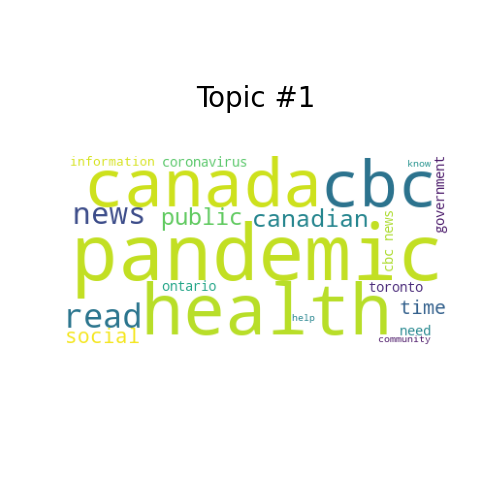 Topic #1
information coronavirus know
canada cbc
government
news public canadian
cbc news
pandemic
ontario toronto
read health time
help
social need
community